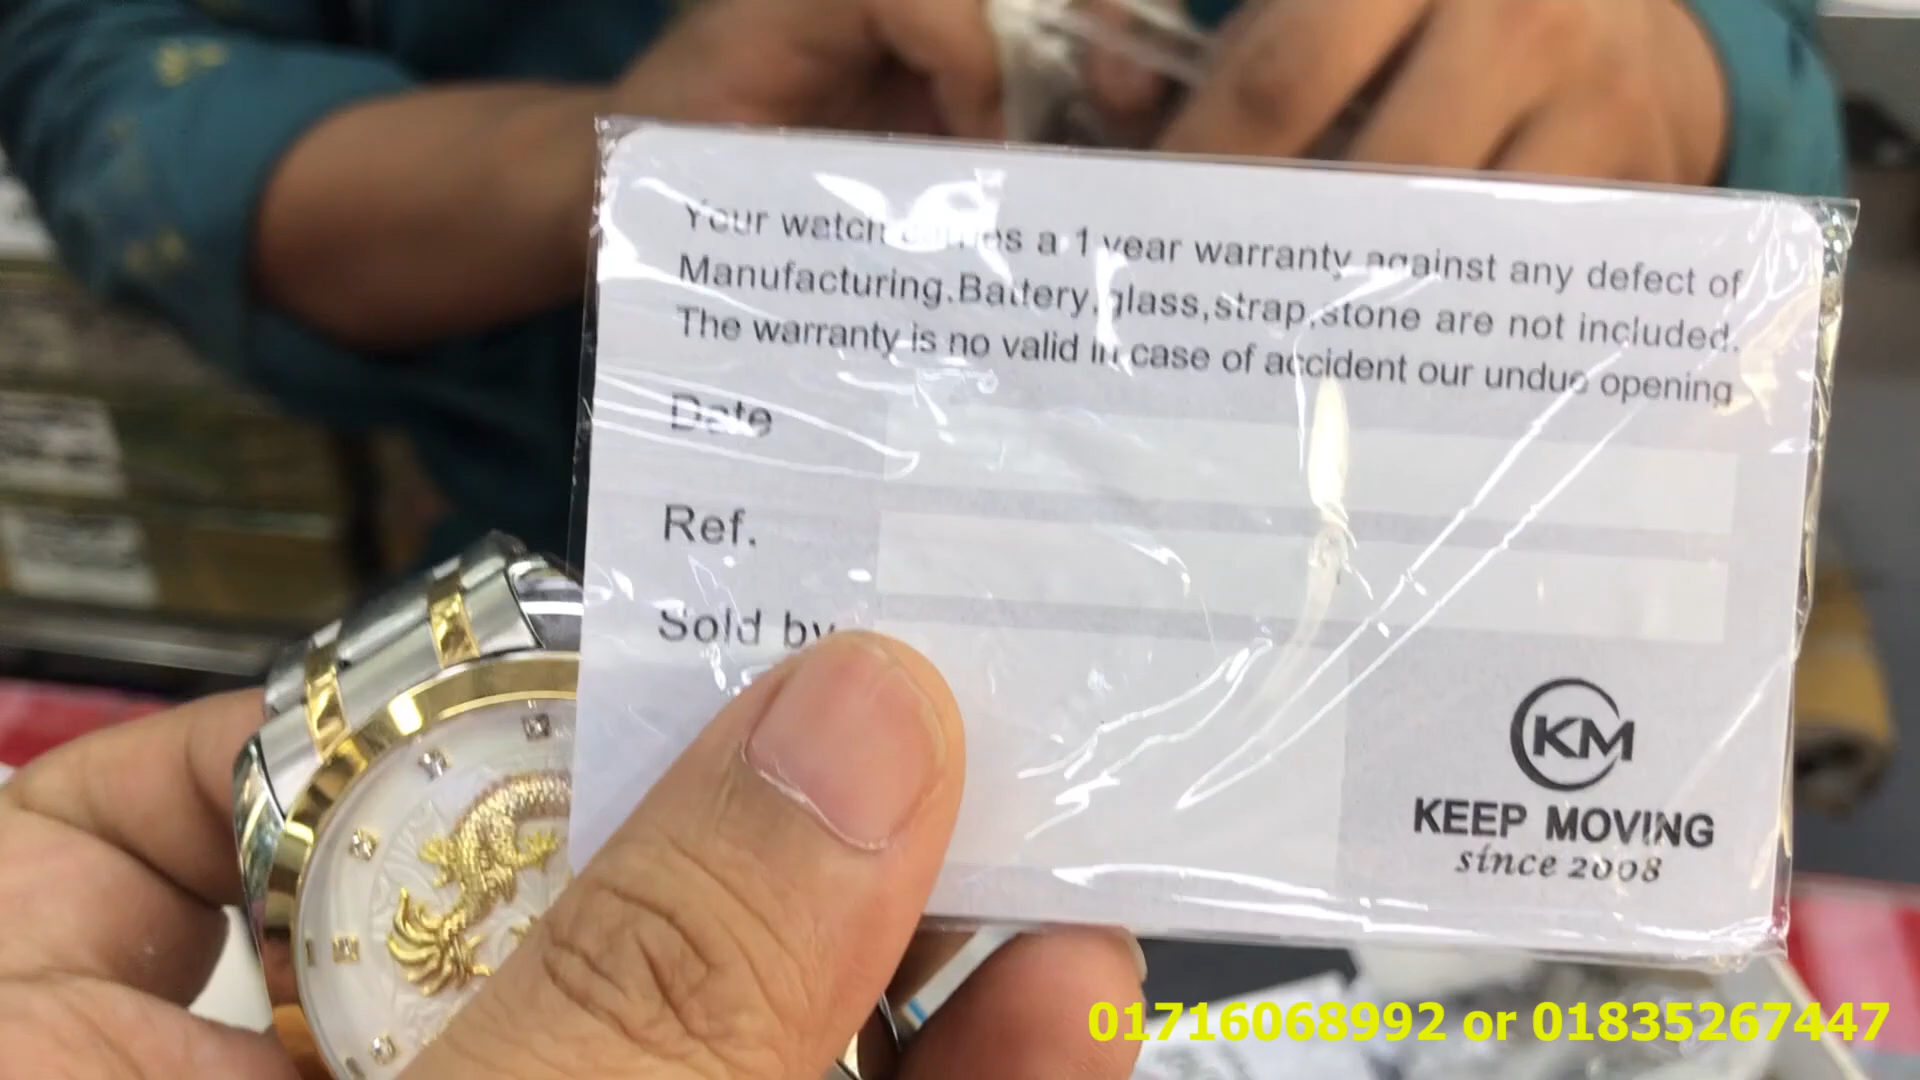 Your watch carries a 1 year warranty against any defect of
Manufacturing.Battery,glass,strap,stone are not included.
The warranty is no valid in case of accident our undue opening
Date
Ref.
Sold by
KM
KEEP MOVING
since 2008
01716068992 or 01835267447